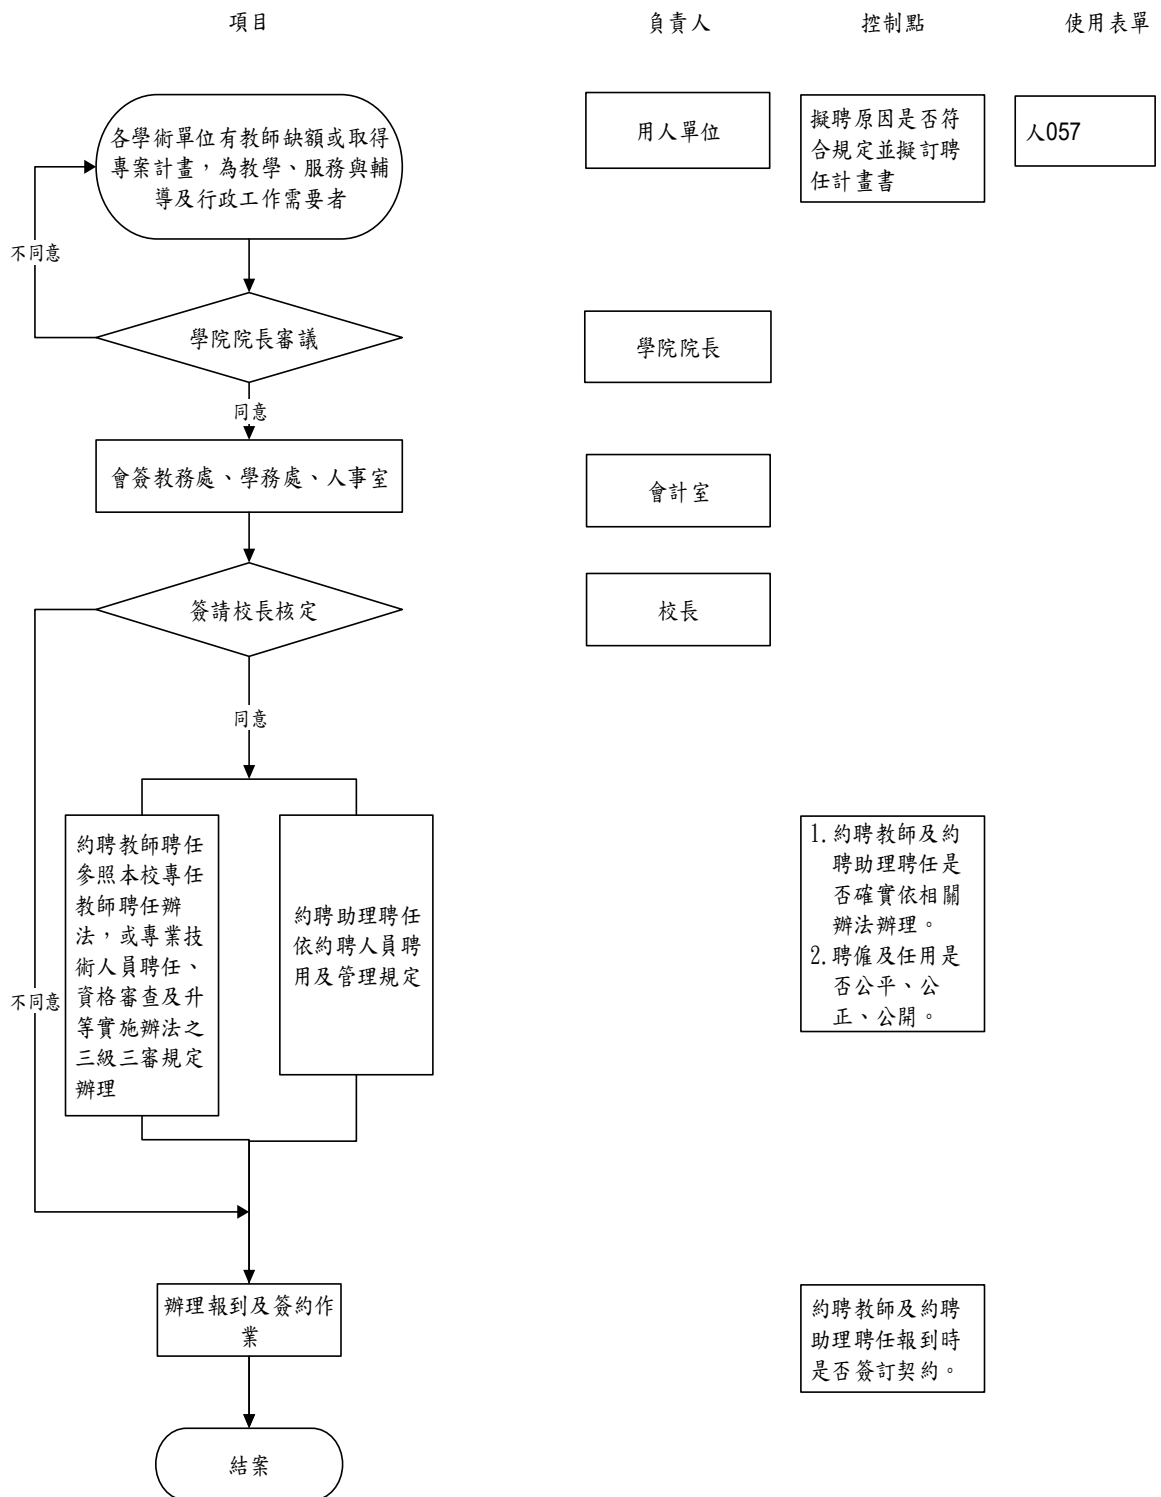 項目
負責人
控制點
使用表單
各學術單位有教師缺額或取得
專案計畫，為教學、服務與輔
導及行政工作需要者
用人單位
擬聘原因是否符
合規定並擬訂聘
任計畫書
人057
不同意
學院院長審議
學院院長
同意
會簽教務處、學務處、人事室
會計室
簽請校長核定
校長
同意
不同意
約聘教師聘任
參照本校專任
教師聘任辦
法，或專業技
術人員聘任、
資格審查及升
等實施辦法之
三級三審規定
辦理
約聘助理聘任
依約聘人員聘
用及管理規定
1.約聘教師及約
聘助理聘任是
否確實依相關
辦法辦理。
2.聘僱及任用是
否公平、公
正、公開。
辦理報到及簽約作
業
約聘教師及約聘
助理聘任報到時
是否簽訂契約。
結案